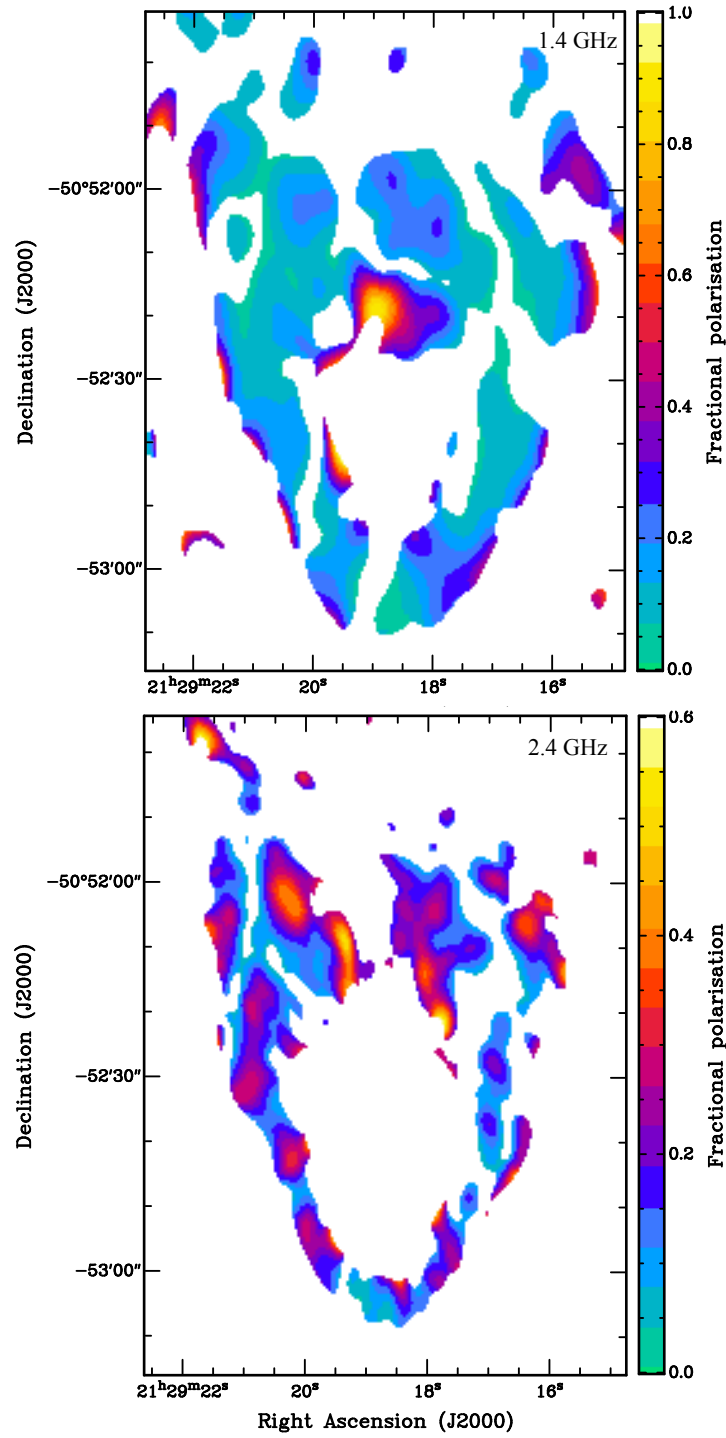 1.4 GHz
1.0
0.8
0.6
0.4
0.2
0.0
Fractional polarisation
Declination (J2000)
−50°52′00″
−52′30″
−53′00″
21ʰ29ᵐ22ˢ
20ˢ
18ˢ
16ˢ
2.4 GHz
0.6
0.4
0.2
0.0
Fractional polarisation
Declination (J2000)
−50°52′00″
−52′30″
−53′00″
21ʰ29ᵐ22ˢ
20ˢ
18ˢ
16ˢ
Right Ascension (J2000)